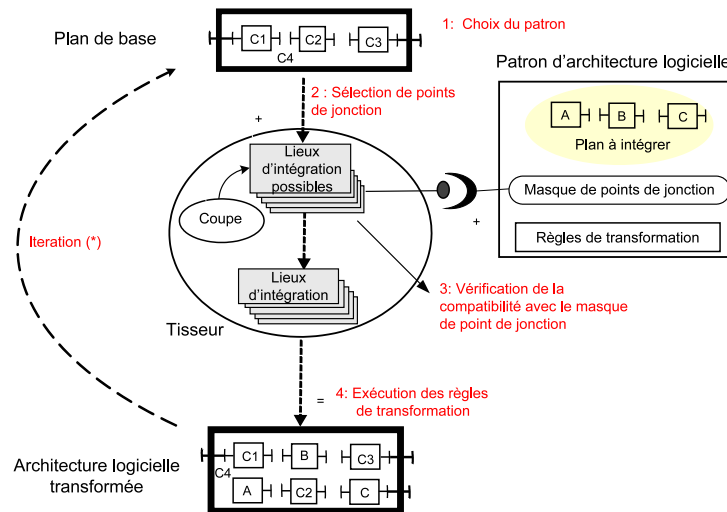 Plan de base
C1
C2
C3
C4
1: Choix du patron
Patron d'architecture logicielle
A
B
C
Plan à intégrer
Masque de points de jonction
Règles de transformation
2 : Sélection de points
de jonction
+
Lieux
d'intégration
possibles
Coupe
+
Iteration (*)
Lieux
d'intégration
3: Vérification de la
compatibilité avec le masque
de point de jonction
Tisseur
=
4: Exécution des règles
de transformation
Architecture logicielle
transformée
C1
B
C3
C4
A
C2
C